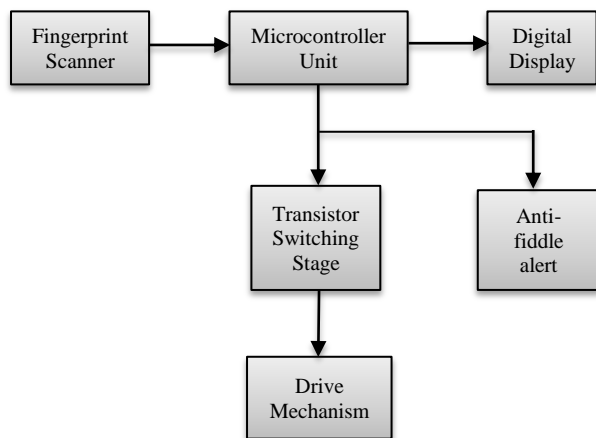 Fingerprint
Scanner
Microcontroller
Unit
Digital
Display
Transistor
Switching
Stage
Anti-
fiddle
alert
Drive
Mechanism